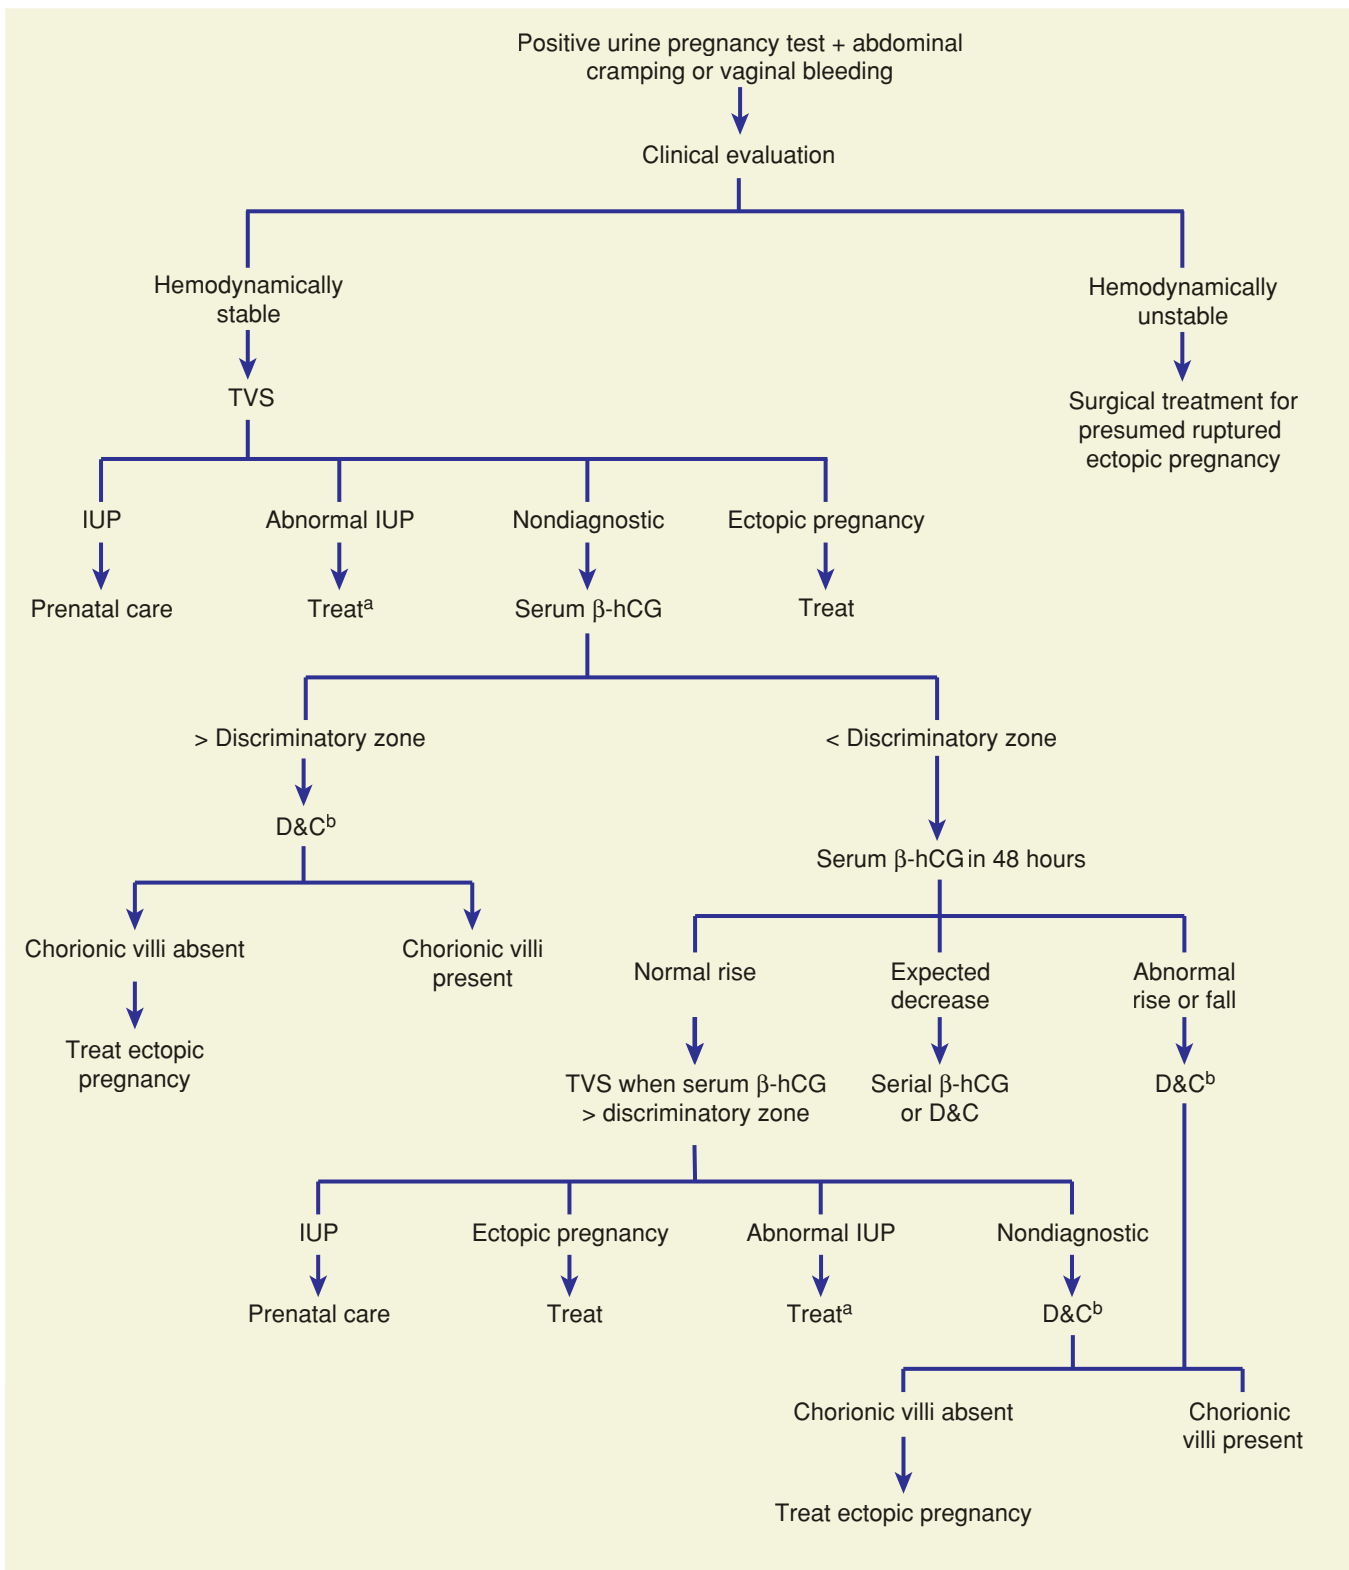 Positive urine pregnancy test + abdominal
cramping or vaginal bleeding
Clinical evaluation
Hemodynamically
stable
Hemodynamically
unstable
TVS
Surgical treatment for
presumed ruptured
ectopic pregnancy
IUP
Abnormal IUP
Nondiagnostic
Ectopic pregnancy
Prenatal care
Treatᵃ
Serum β-hCG
Treat
> Discriminatory zone
< Discriminatory zone
D&Cᵇ
Serum β-hCG in 48 hours
Chorionic villi absent
Chorionic villi
present
Normal rise
Expected
decrease
Abnormal
rise or fall
Treat ectopic
pregnancy
TVS when serum β-hCG
> discriminatory zone
Serial β-hCG
or D&C
D&Cᵇ
IUP
Ectopic pregnancy
Abnormal IUP
Nondiagnostic
Prenatal care
Treat
Treatᵃ
D&Cᵇ
Chorionic villi absent
Chorionic
villi present
Treat ectopic pregnancy